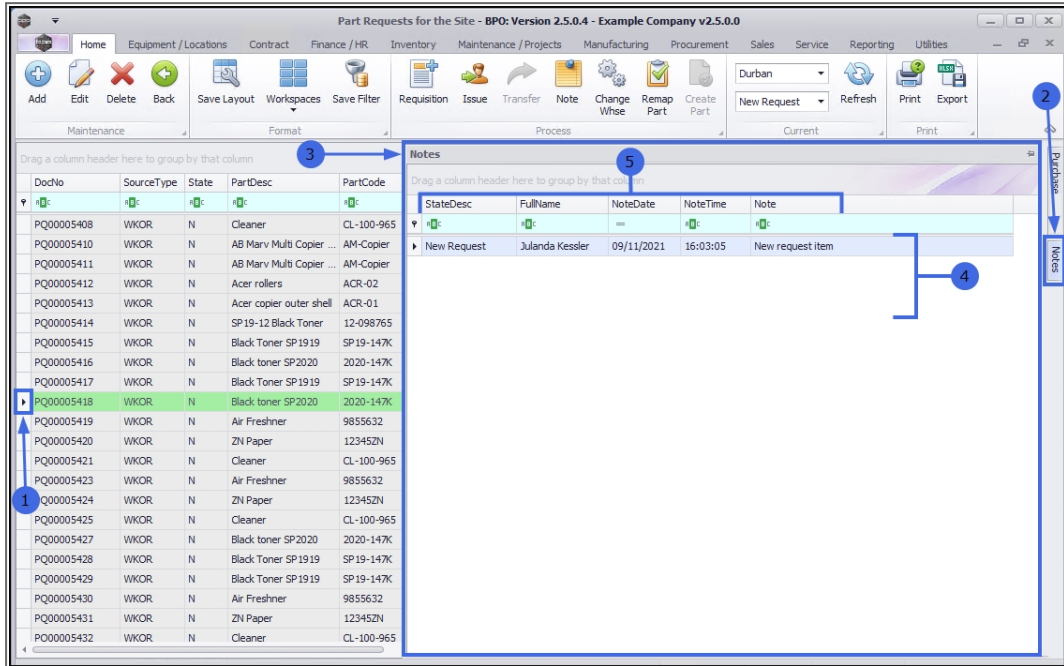 Part Requests for the Site - BPO: Version 2.5.0.4 - Example Company v2.5.0.0
Home Equipment / Locations Contract Finance / HR Inventory Maintenance / Projects Manufacturing Procurement Sales Service Reporting Utilities
Add Edit Delete Back Save Layout Workspaces Save Filter Requisition Issue Transfer Note Change Whse Remap Part Create Part Durban New Request Refresh Print Export
Maintenance Format Process Current Print
2
3
5
Drag a column header here to group by that column
DocNo SourceType State PartDesc PartCode
PQ00005408 WKOR N Cleaner CL-100-965
PQ00005410 WKOR N AB Marv Multi Copier ... AM-Copier
PQ00005411 WKOR N AB Marv Multi Copier ... AM-Copier
PQ00005412 WKOR N Acer rollers ACR-02
PQ00005413 WKOR N Acer copier outer shell ACR-01
PQ00005414 WKOR N SP19-12 Black Toner 12-098765
PQ00005415 WKOR N Black Toner SP1919 SP19-147K
PQ00005416 WKOR N Black toner SP2020 2020-147K
PQ00005417 WKOR N Black Toner SP1919 SP19-147K
PQ00005418 WKOR N Black toner SP2020 2020-147K
PQ00005419 WKOR N Air Freshner 9855632
PQ00005420 WKOR N ZN Paper 12345ZN
PQ00005421 WKOR N Cleaner CL-100-965
PQ00005423 WKOR N Air Freshner 9855632
1 Q00005424 WKOR N ZN Paper 12345ZN
PQ00005425 WKOR N Cleaner CL-100-965
PQ00005427 WKOR N Black toner SP2020 2020-147K
PQ00005428 WKOR N Black Toner SP1919 SP19-147K
PQ00005429 WKOR N Black Toner SP1919 SP19-147K
PQ00005430 WKOR N Air Freshner 9855632
PQ00005431 WKOR N ZN Paper 12345ZN
PQ00005432 WKOR N Cleaner CL-100-965
Notes
Drag a column header here to group by that column
StateDesc FullName NoteDate NoteTime Note
New Request Julanda Kessler 09/11/2021 16:03:05 New request item
4
Purchase
Notes